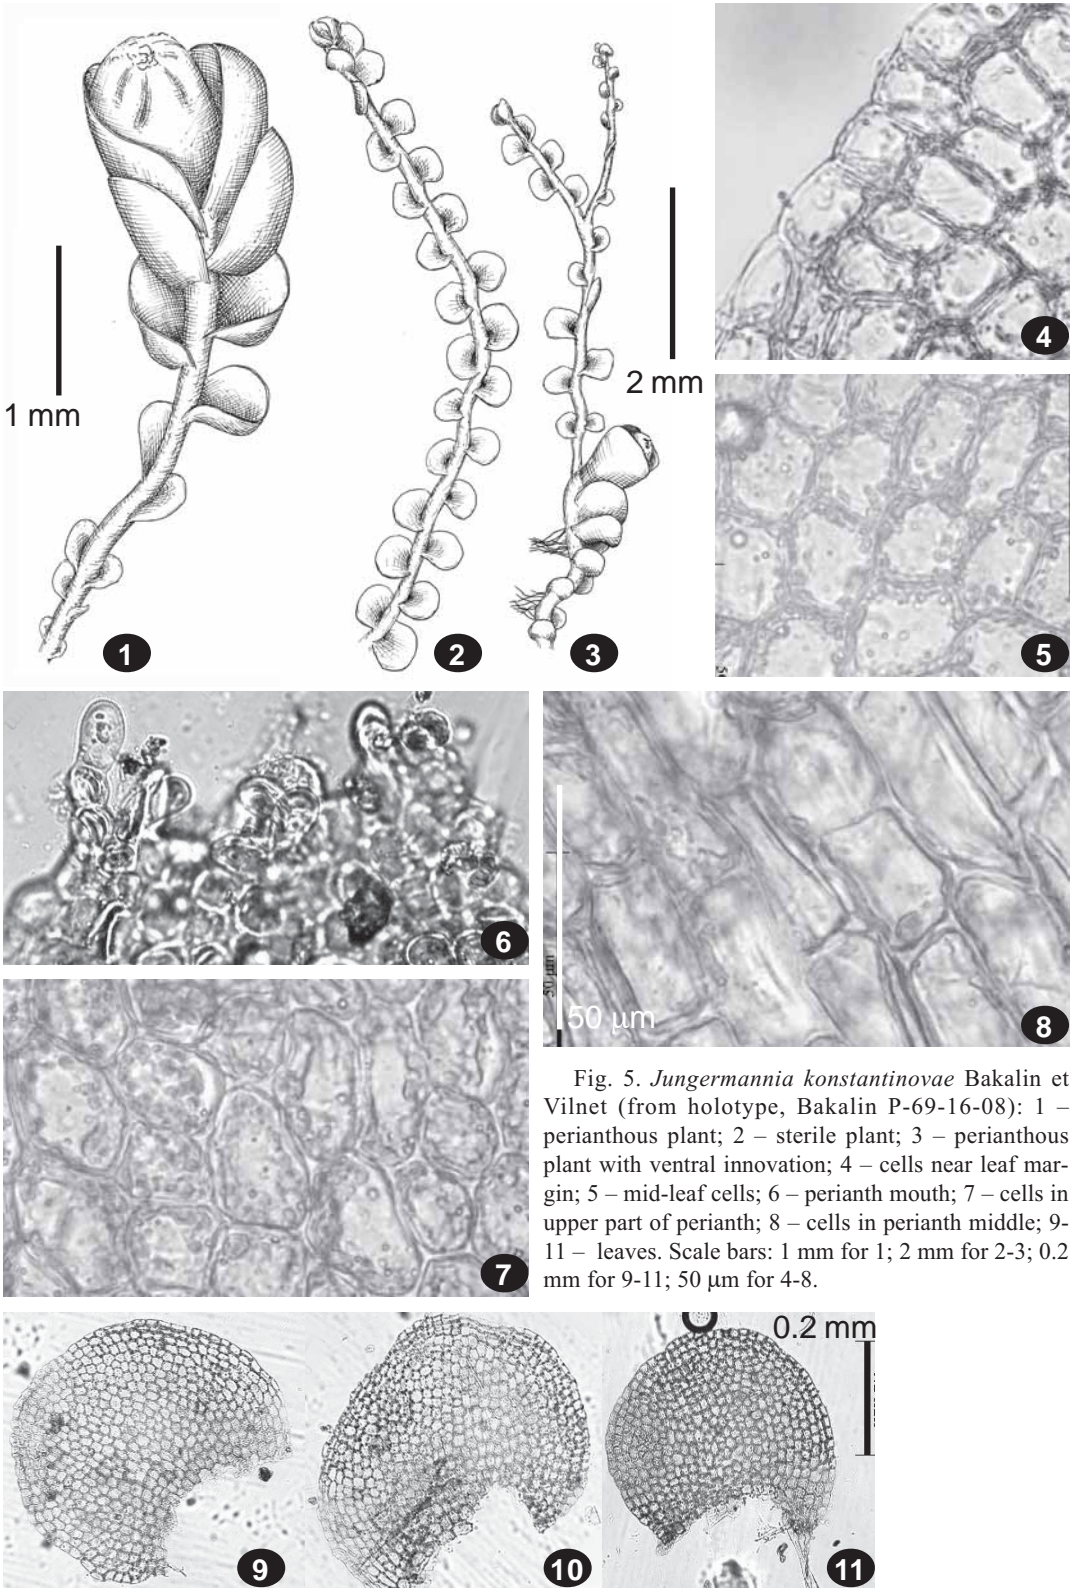 1 mm
2 mm
1
2
3
4
5
6
50 μm
50 μm
8
7
Fig. 5. Jungermannia konstantinovae Bakalin et
Vilnet (from holotype, Bakalin P-69-16-08): 1 –
perianthous plant; 2 – sterile plant; 3 – perianthous
plant with ventral innovation; 4 – cells near leaf mar-
gin; 5 – mid-leaf cells; 6 – perianth mouth; 7 – cells in
upper part of perianth; 8 – cells in perianth middle; 9-
11 – leaves. Scale bars: 1 mm for 1; 2 mm for 2-3; 0.2
mm for 9-11; 50 μm for 4-8.
0.2 mm
9
10
11